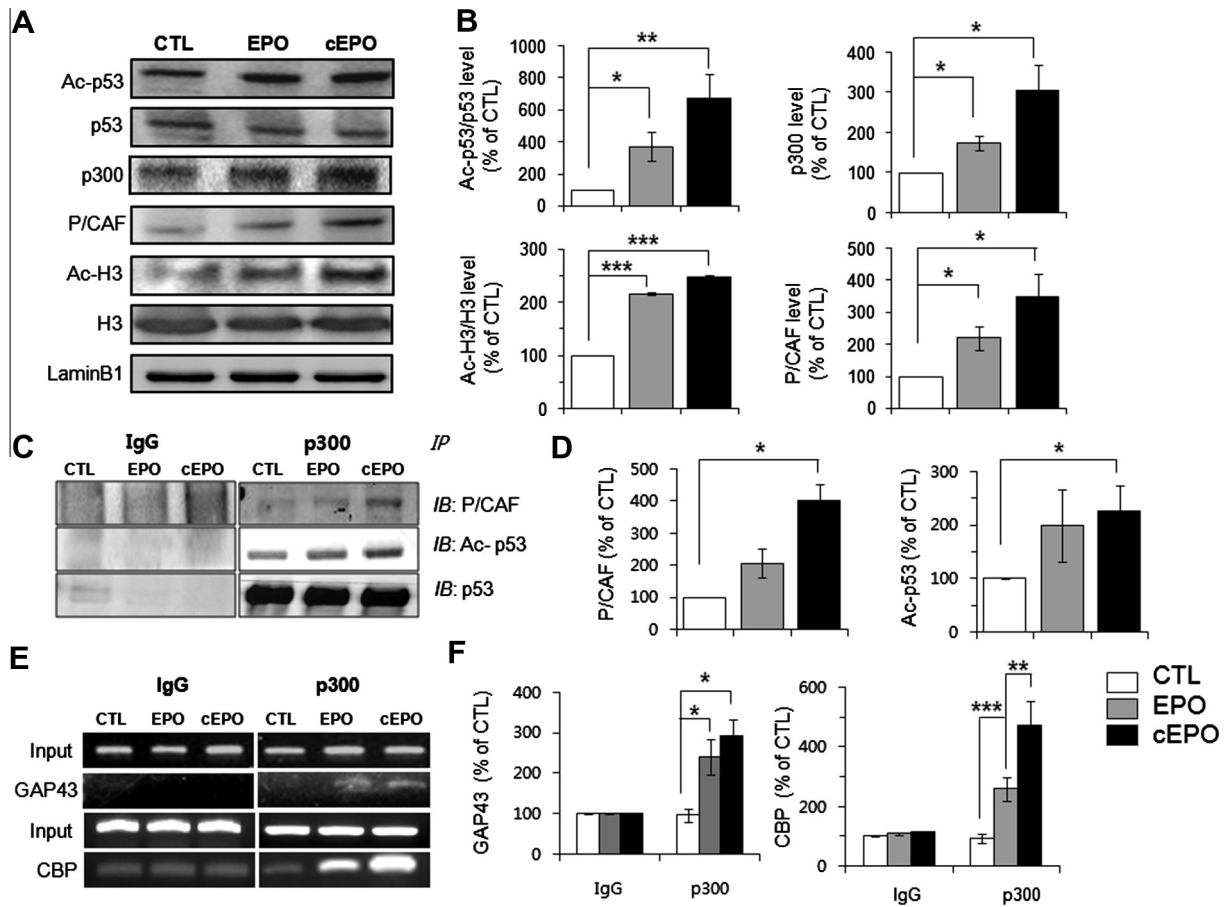 A
CTL EPO cEPO
Ac-p53
p53
p300
P/CAF
Ac-H3
H3
LaminB1
B
Ac-p53/p53 level
(% of CTL)
1000
800
600
400
200
0
*
**
p300 level
(% of CTL)
400
300
200
100
0
*
*
Ac-H3/H3 level
(% of CTL)
300
250
200
100
0
***
***
P/CAF level
(% of CTL)
500
400
300
200
100
0
*
*
C
IgG p300 IP
CTL EPO cEPO CTL EPO cEPO
IB: P/CAF
IB: Ac- p53
IB: p53
D
P/CAF (% of CTL)
500
400
300
200
100
0
*
Ac-p53 (% of CTL)
300
200
100
0
*
E
IgG p300
CTL EPO cEPO CTL EPO cEPO
Input
GAP43
Input
CBP
F
GAP43 (% of CTL)
400
300
200
100
0
*
*
IgG p300
CBP (% of CTL)
600
400
200
100
0
***
**
IgG p300
CTL
EPO
cEPO